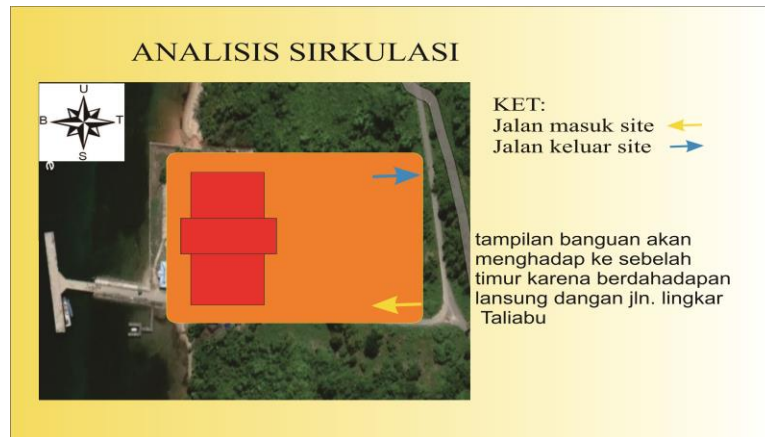 ANALISIS SIRKULASI
U
B T
S
e
KET:
Jalan masuk site
Jalan keluar site
tampilan banguan akan
menghadap ke sebelah
timur karena berdahadapan
lansung dangan jln. lingkar
Taliabu